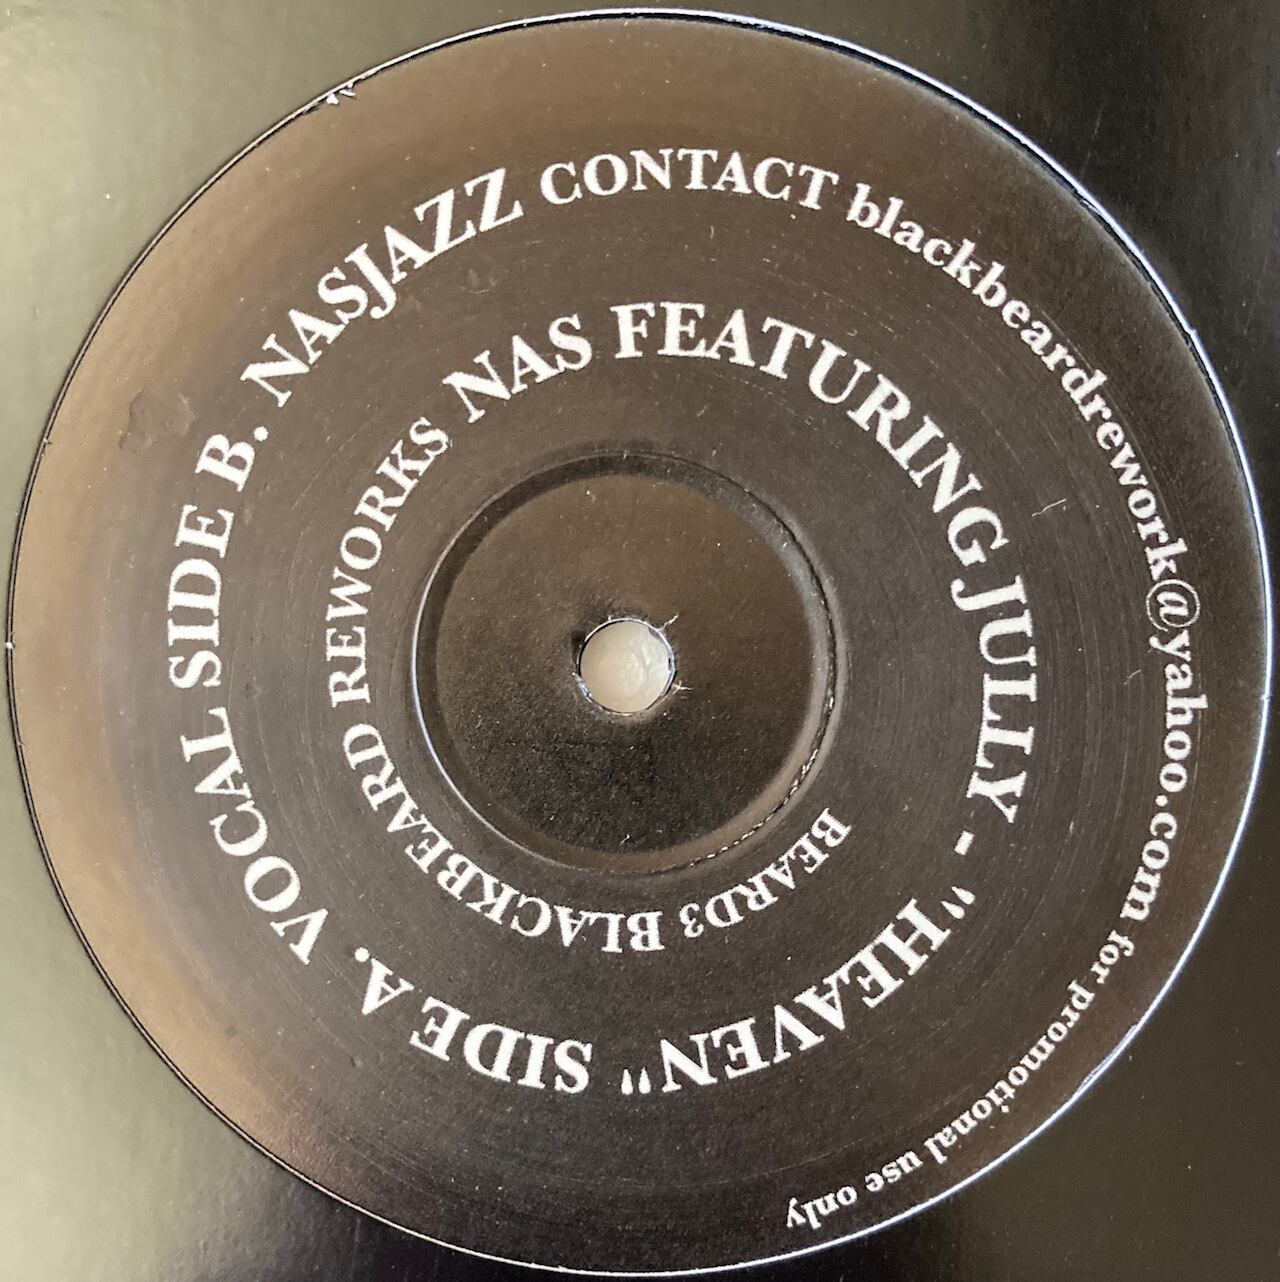 BEARD3 BLACKBEARD REWORKS NAS FEATURING JULLY - "HEAVEN" SIDE A. VOCAL SIDE B. NASJAZZ CONTACT blackbeardrework@yahoo.com for promotional use only